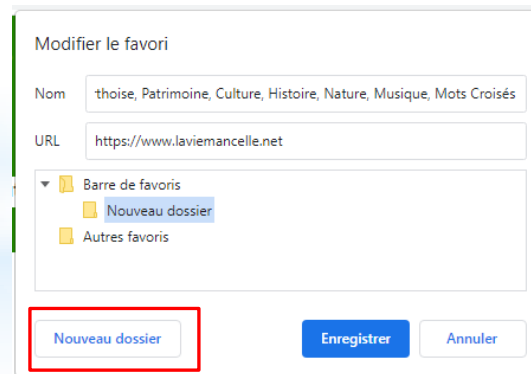 Modifier le favori
Nom thoise, Patrimoine, Culture, Histoire, Nature, Musique, Mots Croisés
URL https://www.laviemancelle.net
Barre de favoris
Nouveau dossier
Autres favoris
Nouveau dossier Enregistrer Annuler